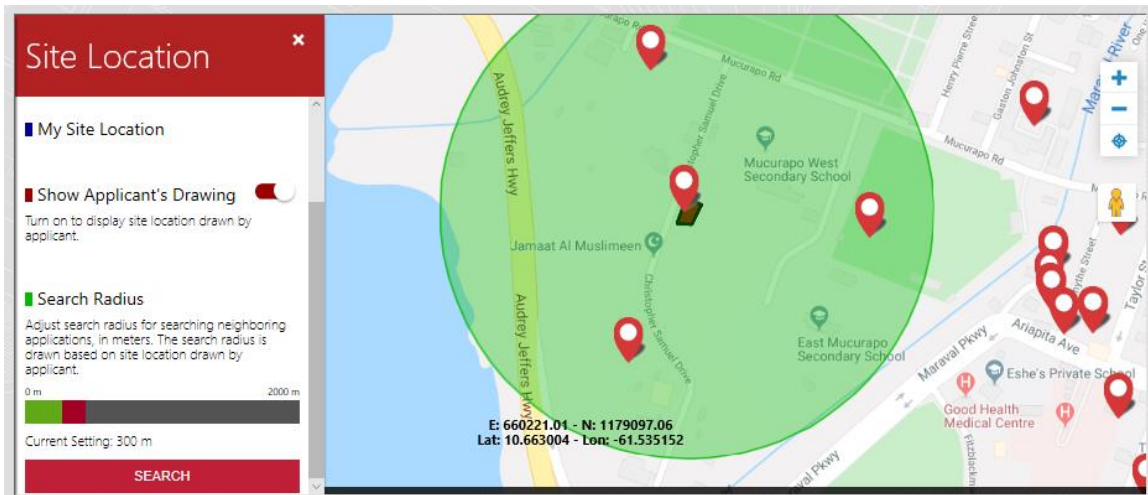 Site Location
×
My Site Location
Show Applicant's Drawing
Turn on to display site location drawn by
applicant.
Search Radius
Adjust search radius for searching neighboring
applications, in meters. The search radius is
drawn based on site location drawn by
applicant.
0 m 2000 m
Current Setting: 300 m
SEARCH
Mucurapo Rd
Mucurapo Rd
Mucurapo Rd
Henry Pierre Street
Gaston Johnston St
Maraval River
Audrey Jeffers Hwy
Audrey Jeffers Hwy
Christopher Samuel Drive
Christopher Samuel Drive
Mucurapo West
Secondary School
Jamaat Al Muslimeen
East Mucurapo
Secondary School
Maraval Pkwy
Maraval Pkwy
Ariapita Ave
Taylor St
Eshe's Private School
Good Health
Medical Centre
E: 660221.01 - N: 1179097.06
Lat: 10.663004 - Lon: -61.535152